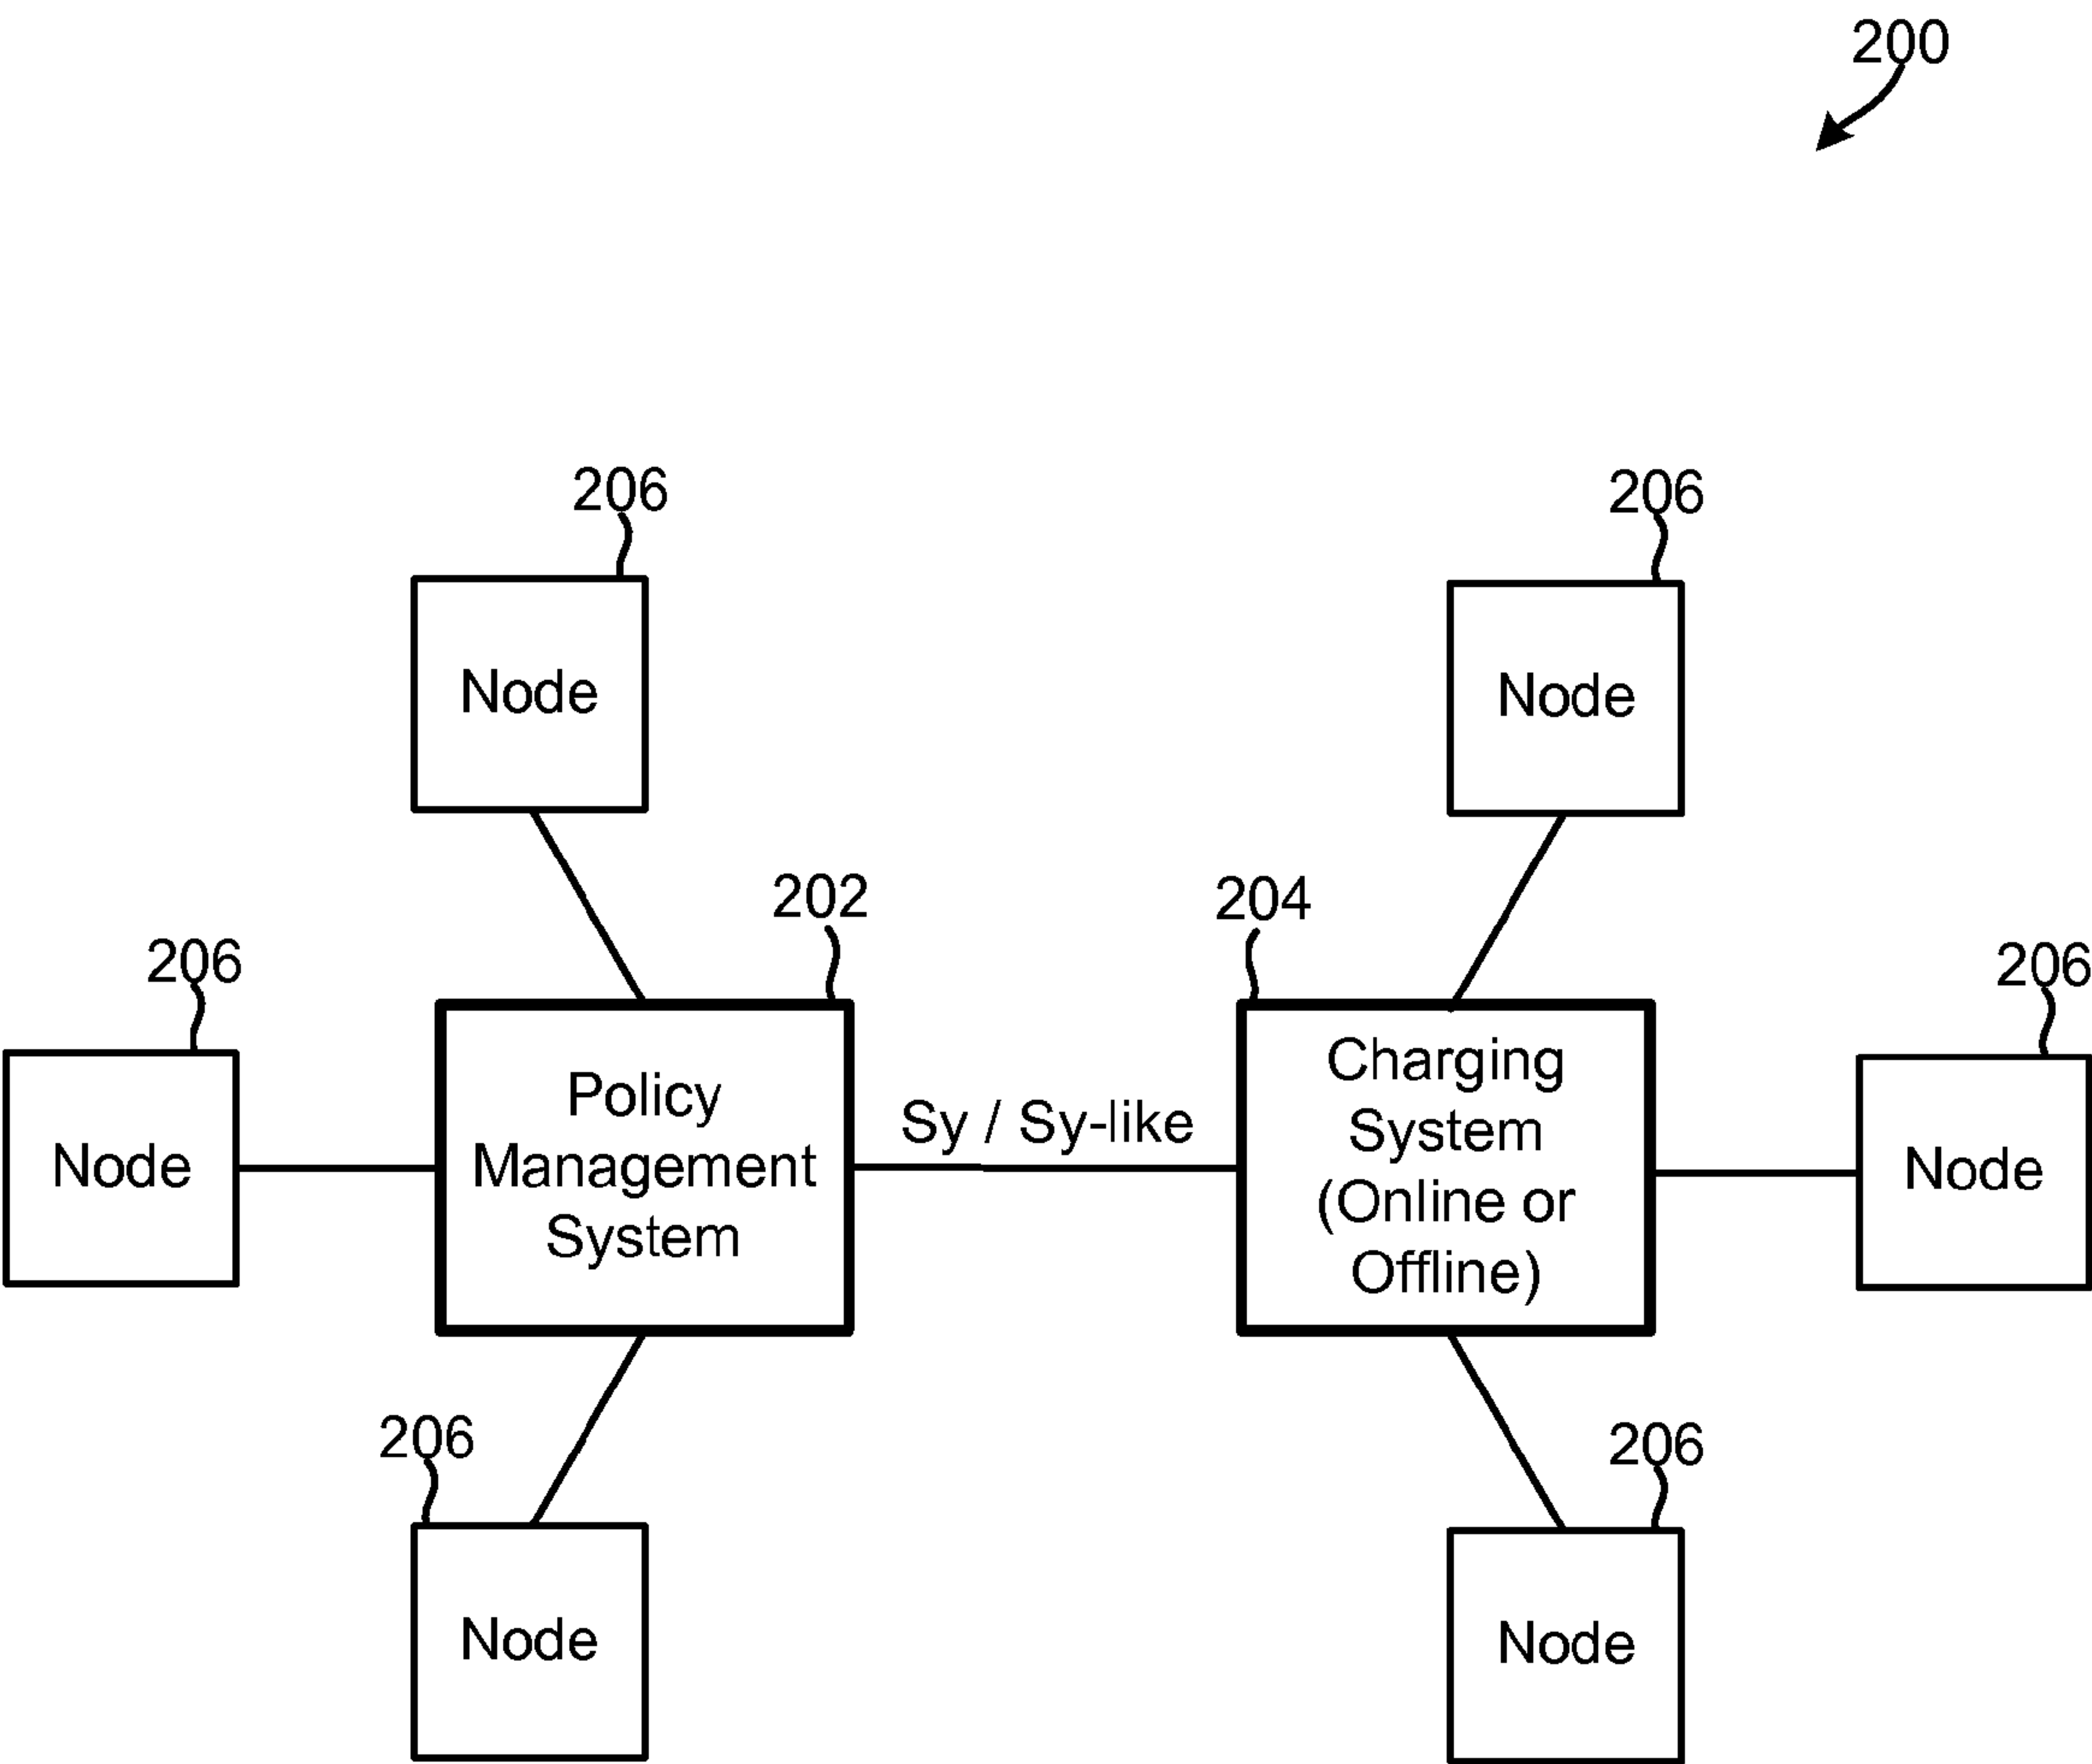 200
206
206
Node
Node
202
204
206
206
Policy
Management
System
Sy / Sy-like
Charging
System
(Online or
Offline)
Node
Node
206
206
Node
Node